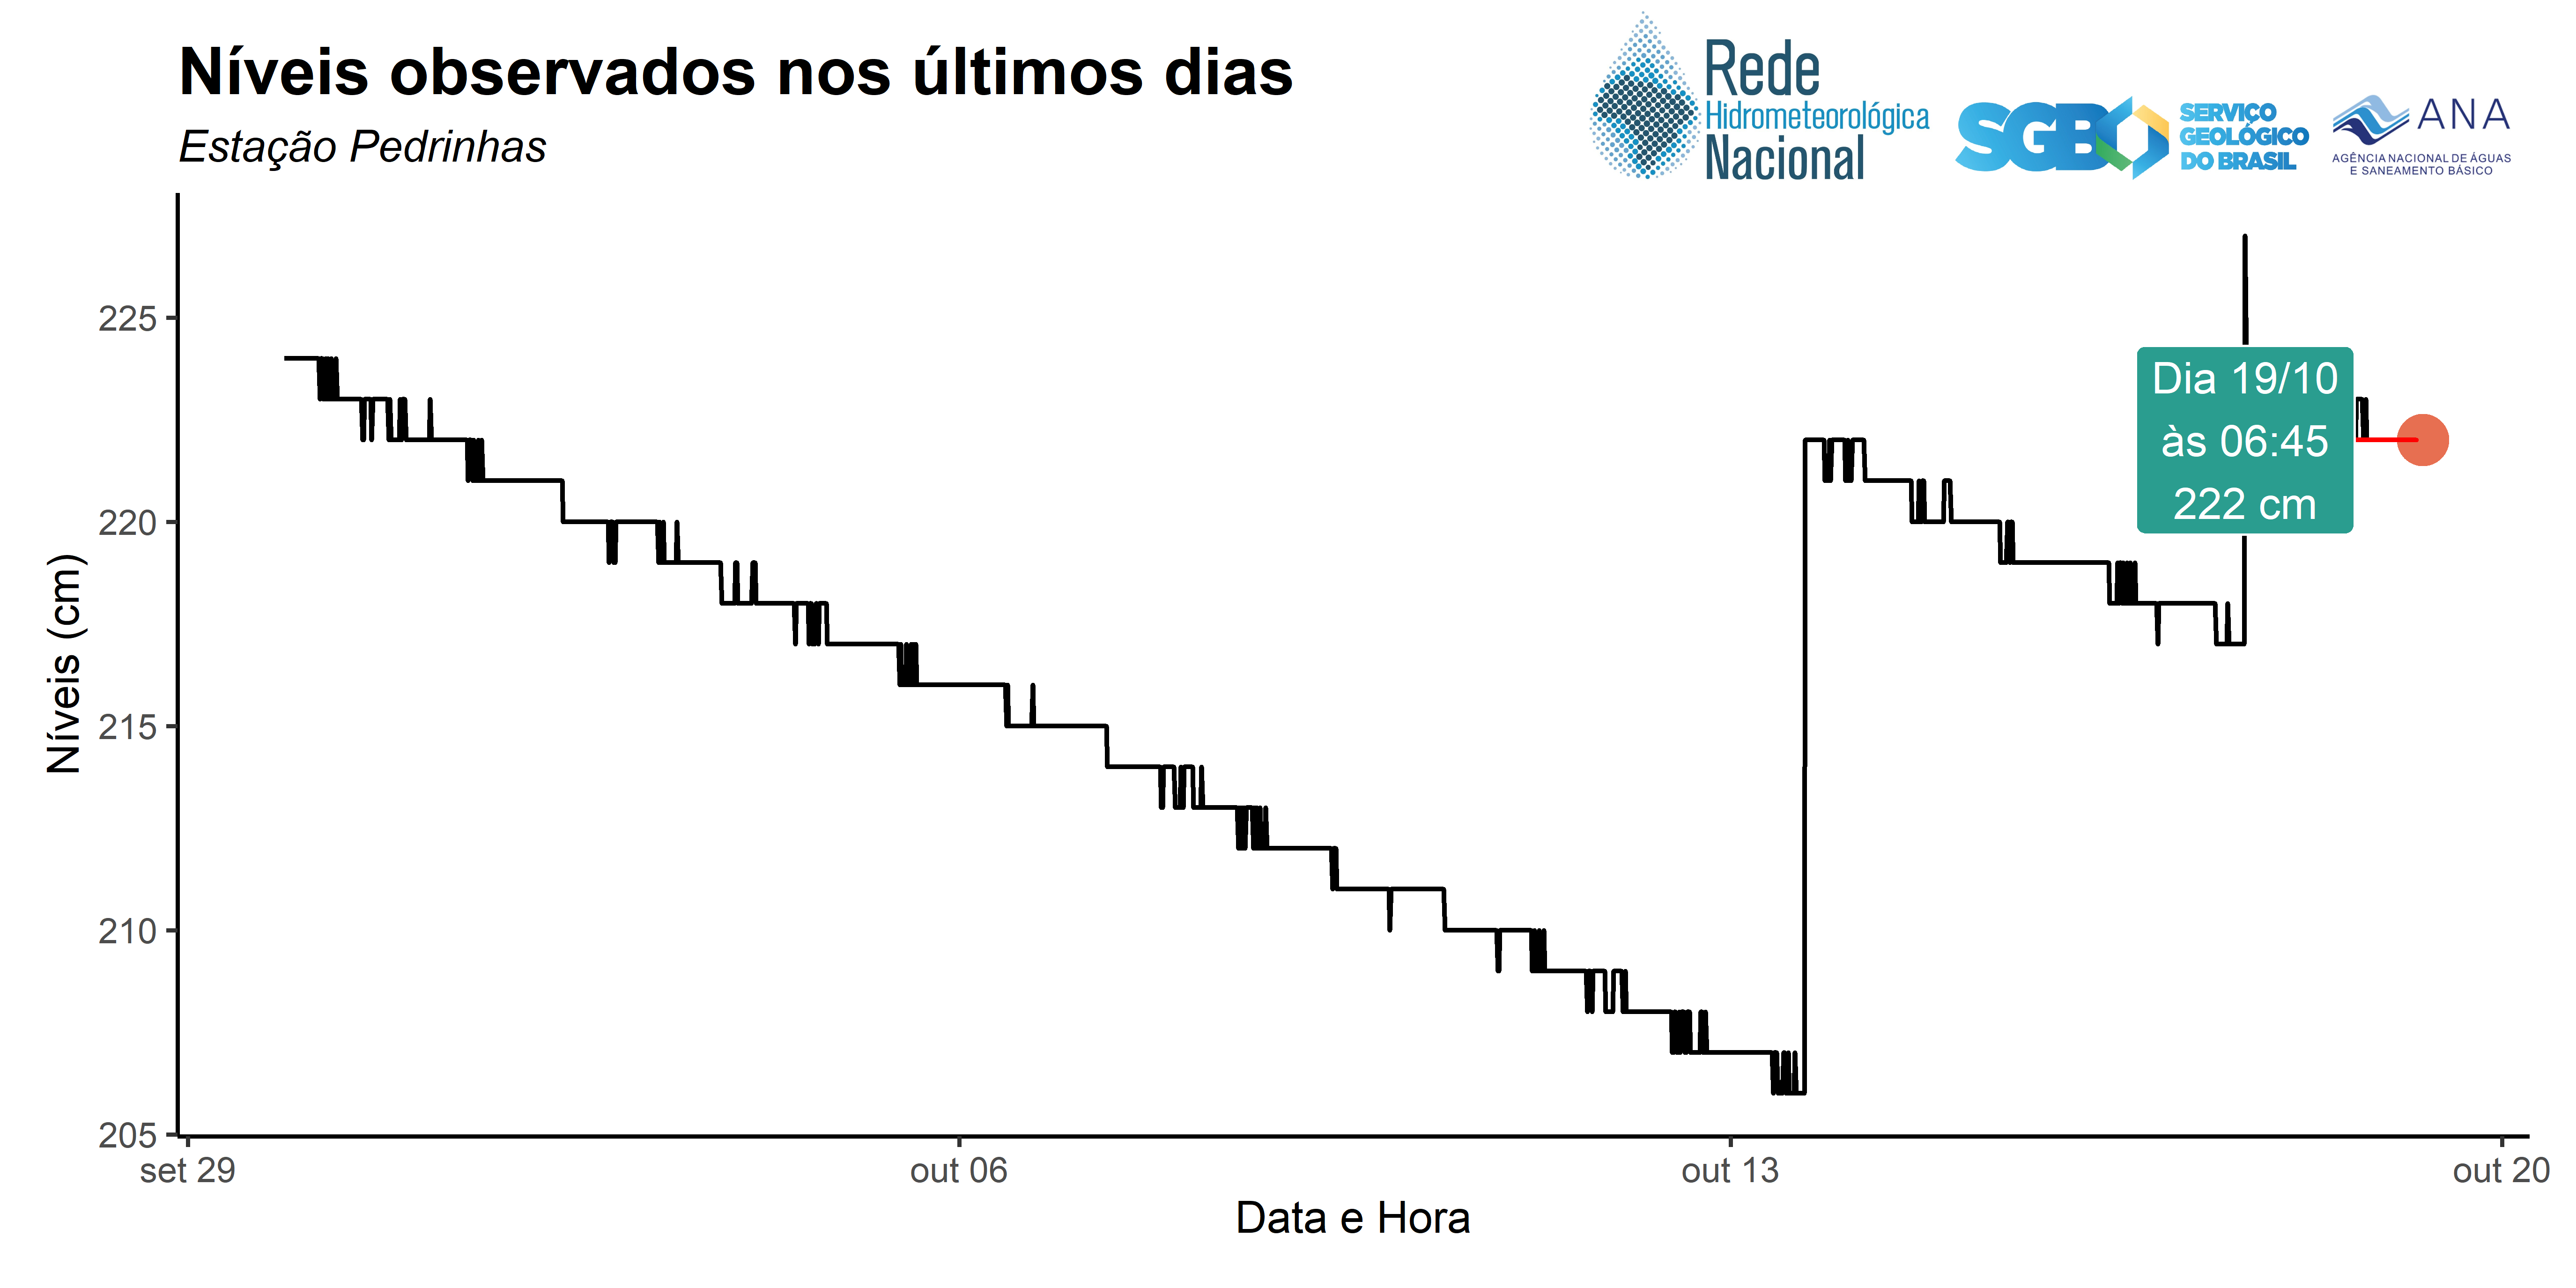 Níveis observados nos últimos dias
Estação Pedrinhas
Rede
Hidrometeorológica
Nacional
SGB
SERVIÇO
GEOLÓGICO
DO BRASIL
ANA
AGÊNCIA NACIONAL DE ÁGUAS
E SANEAMENTO BÁSICO
Níveis (cm)
225
220
215
210
205
Dia 19/10
às 06:45
222 cm
set 29
out 06
out 13
out 20
Data e Hora